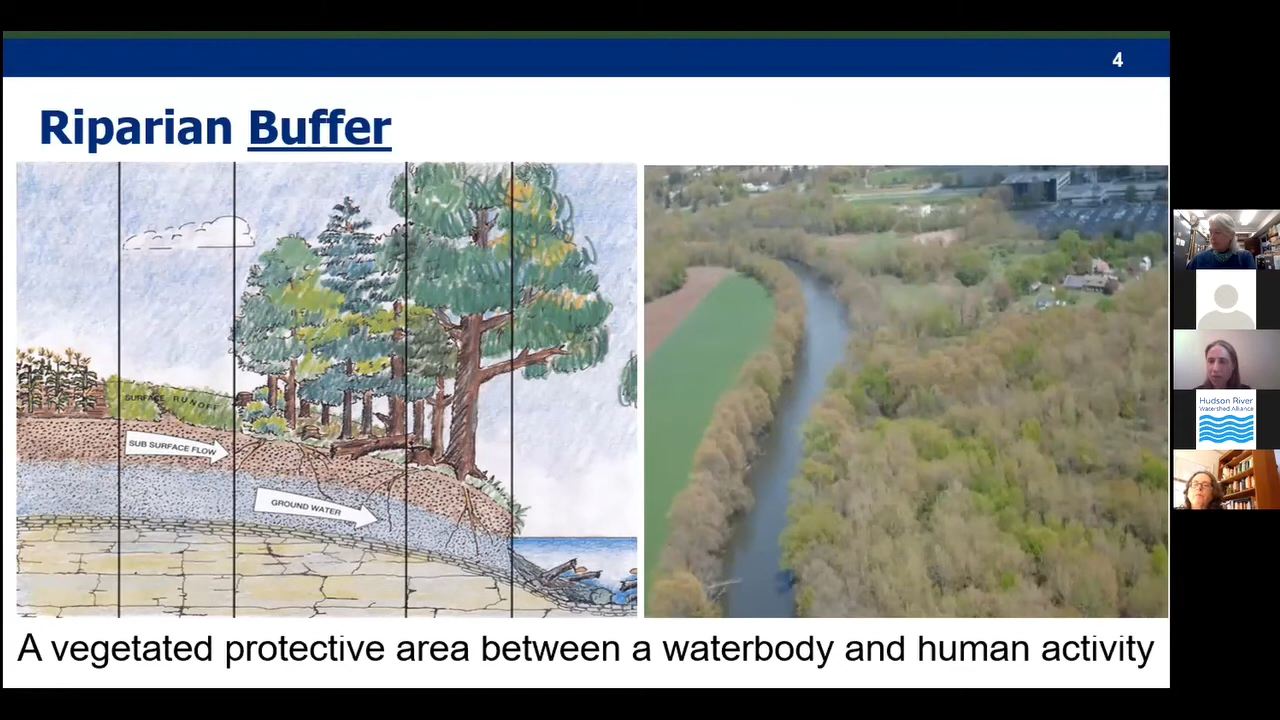 4
Riparian Buffer
SURFACE RUNOFF
SUB SURFACE FLOW
GROUND WATER
A vegetated protective area between a waterbody and human activity
Hudson River
Watershed Alliance